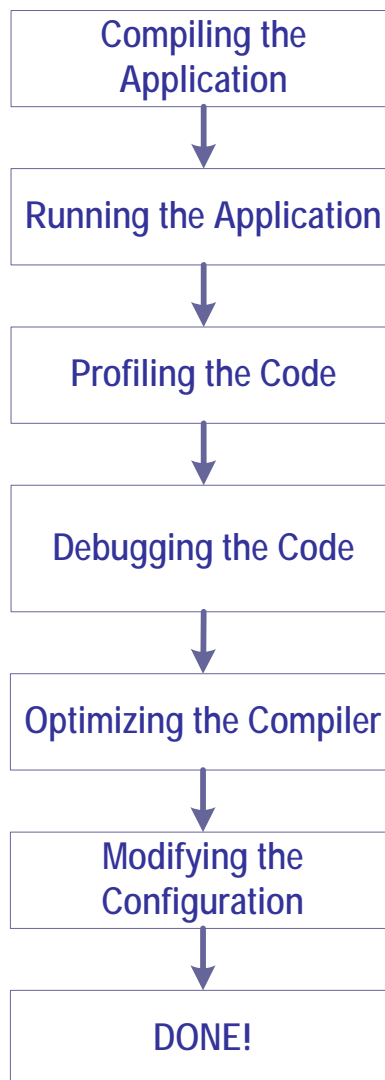 Compiling the
Application
Running the Application
Profiling the Code
Debugging the Code
Optimizing the Compiler
Modifying the
Configuration
DONE!